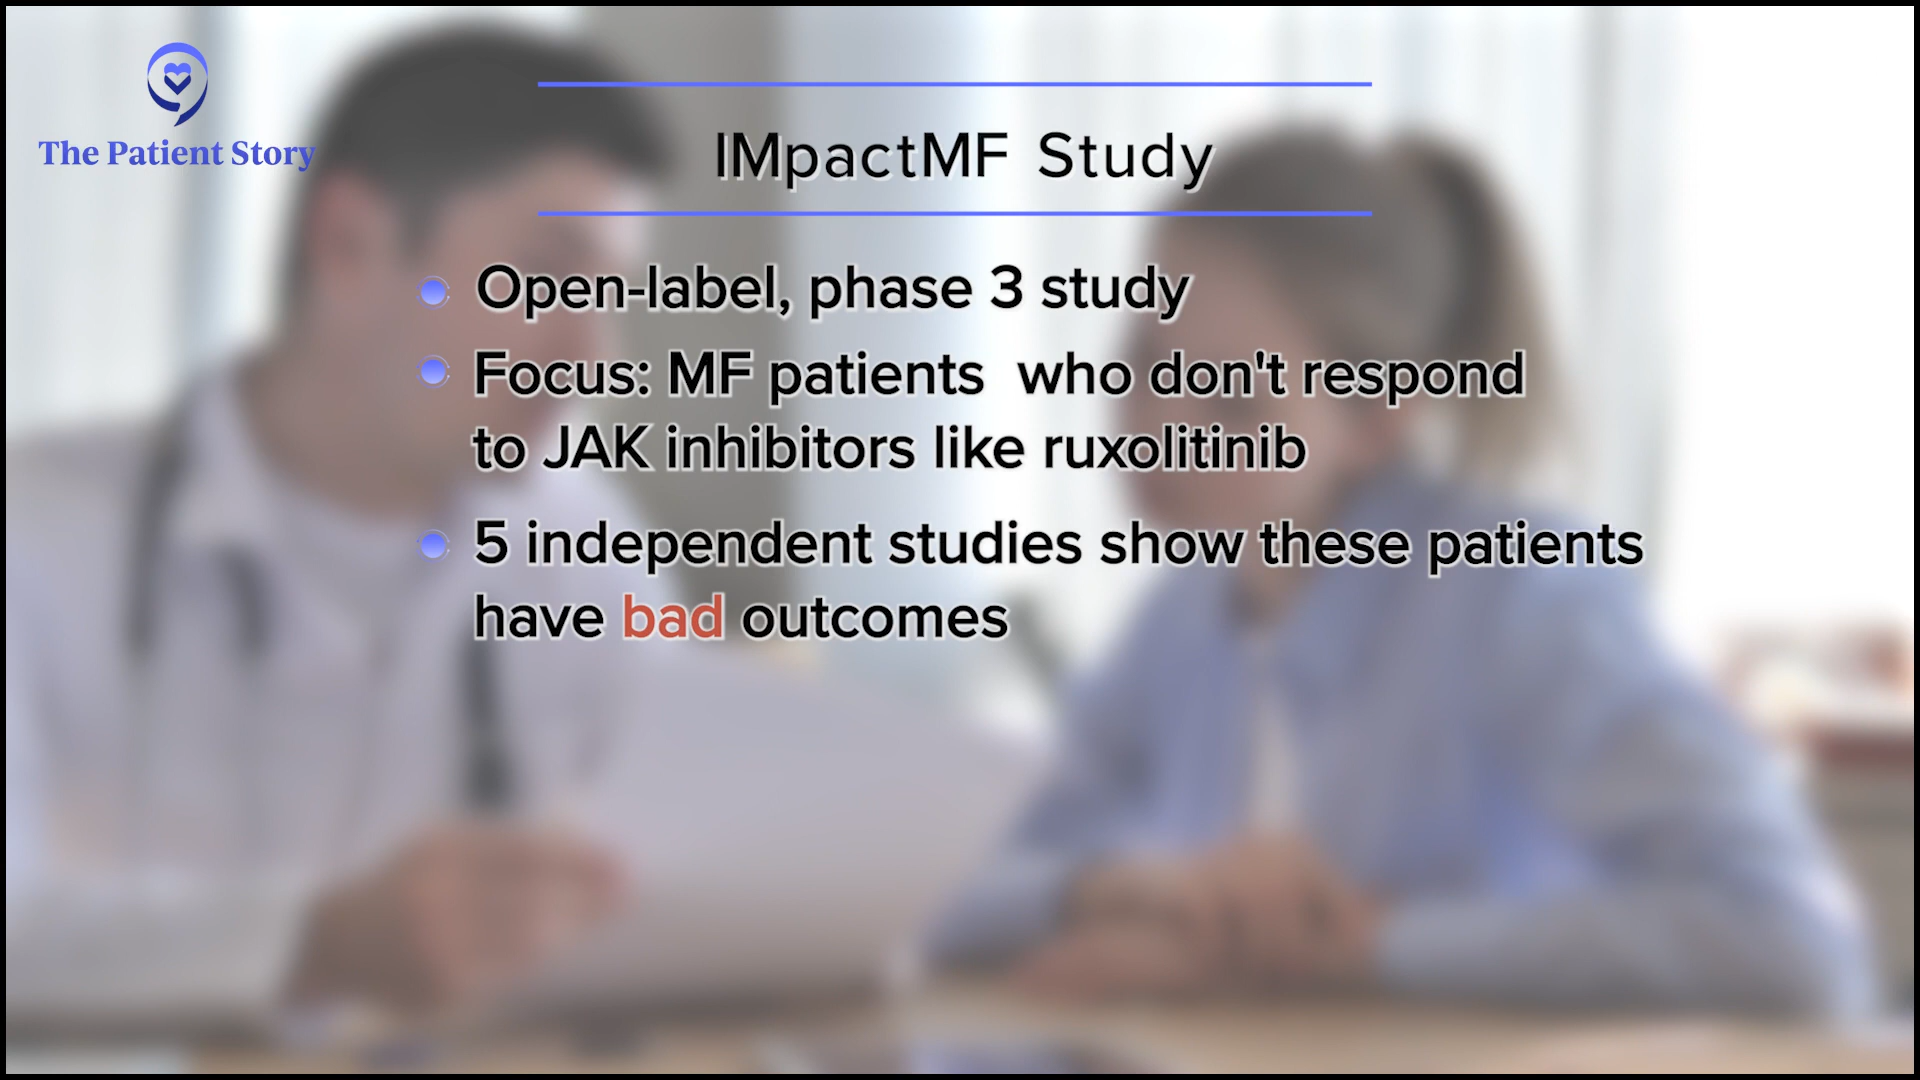 The Patient Story
IMpactMF Study
Open-label, phase 3 study
Focus: MF patients  who don't respond
to JAK inhibitors like ruxolitinib
5 independent studies show these patients
have bad outcomes